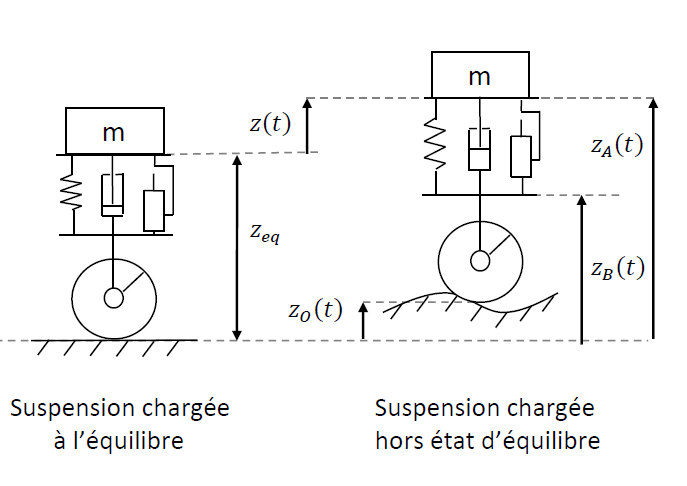 m
z(t)
z_eq
Suspension chargée
à l'équilibre
m
z_A(t)
z_B(t)
z_O(t)
Suspension chargée
hors état d'équilibre